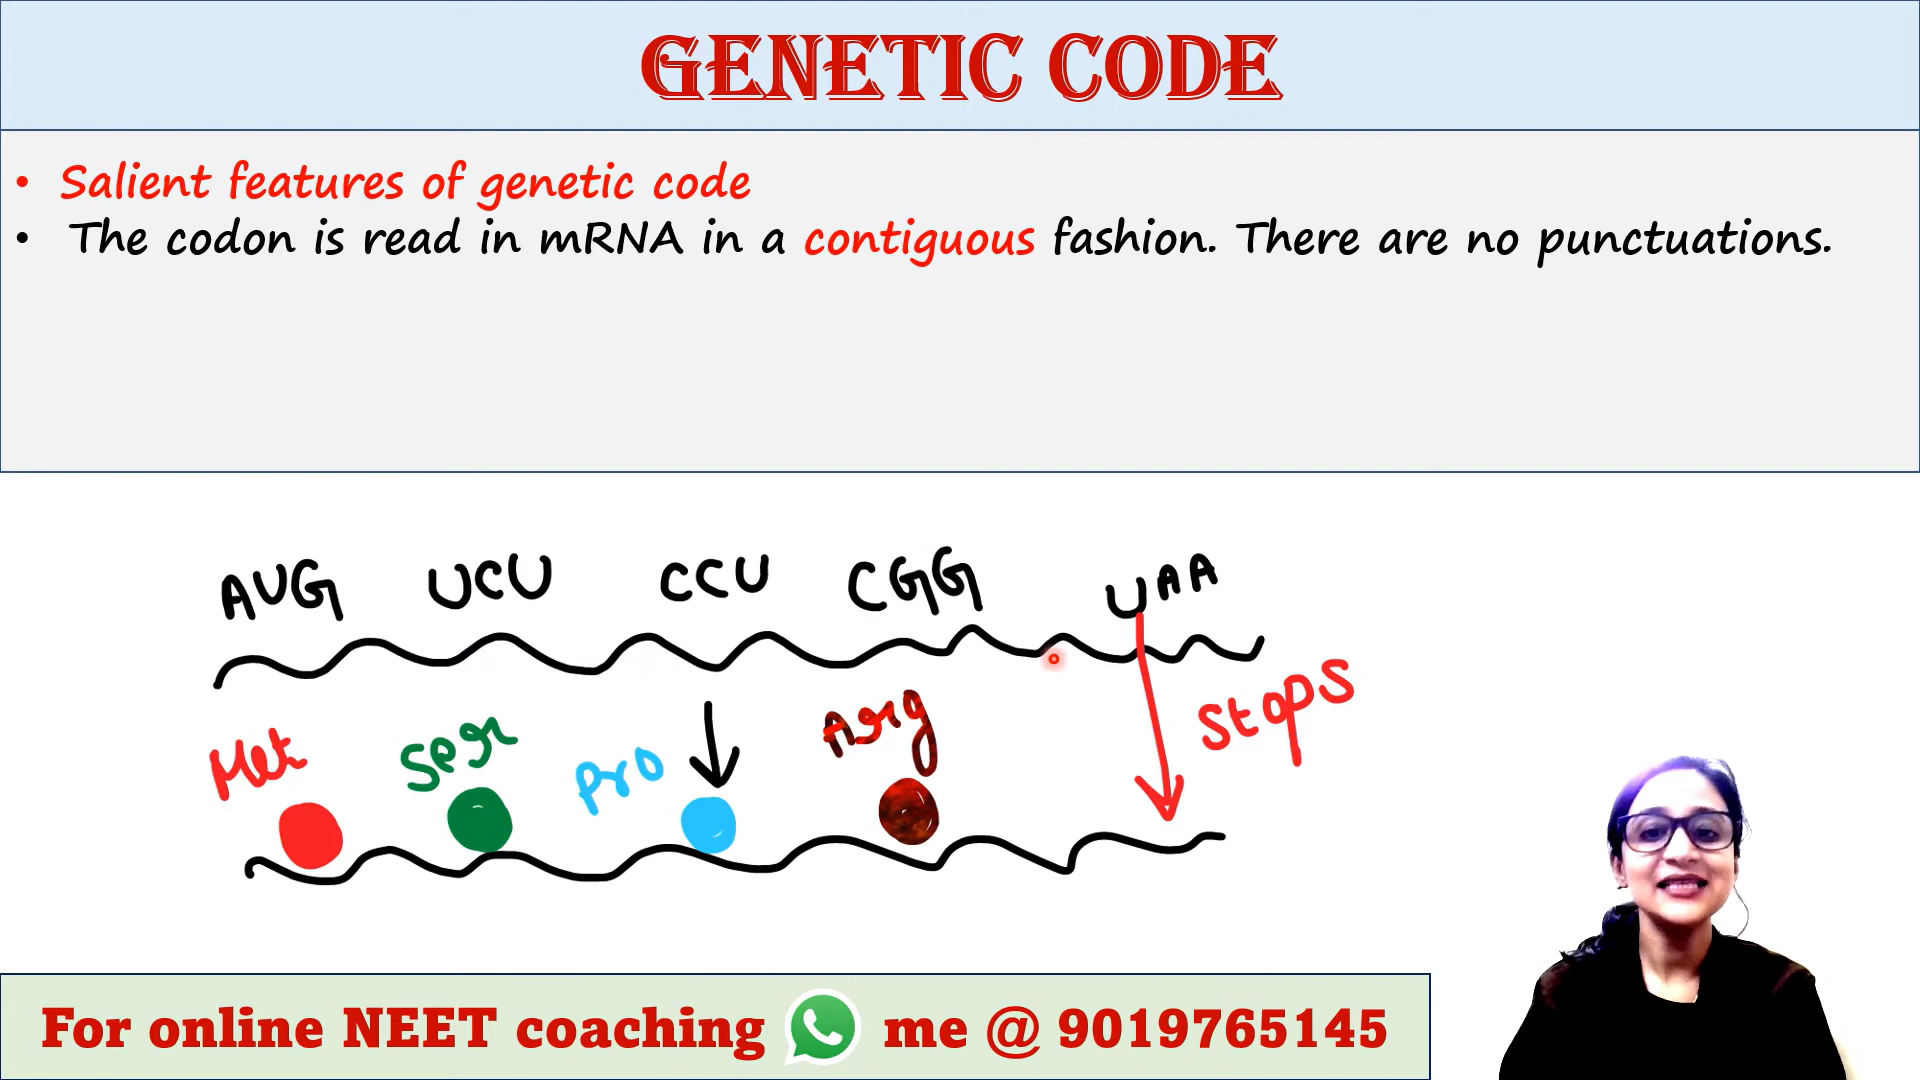 GENETIC CODE
• Salient features of genetic code
• The codon is read in mRNA in a contiguous fashion. There are no punctuations.
AUG UCU CCU CGG UAA
Met Ser Pro Arg Stops
For online NEET coaching me @ 9019765145